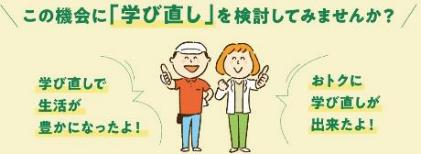 この機会に「学び直し」を検討してみませんか？
学び直しで
生活が
豊かになったよ！
おトクに
学び直しが
出来たよ！